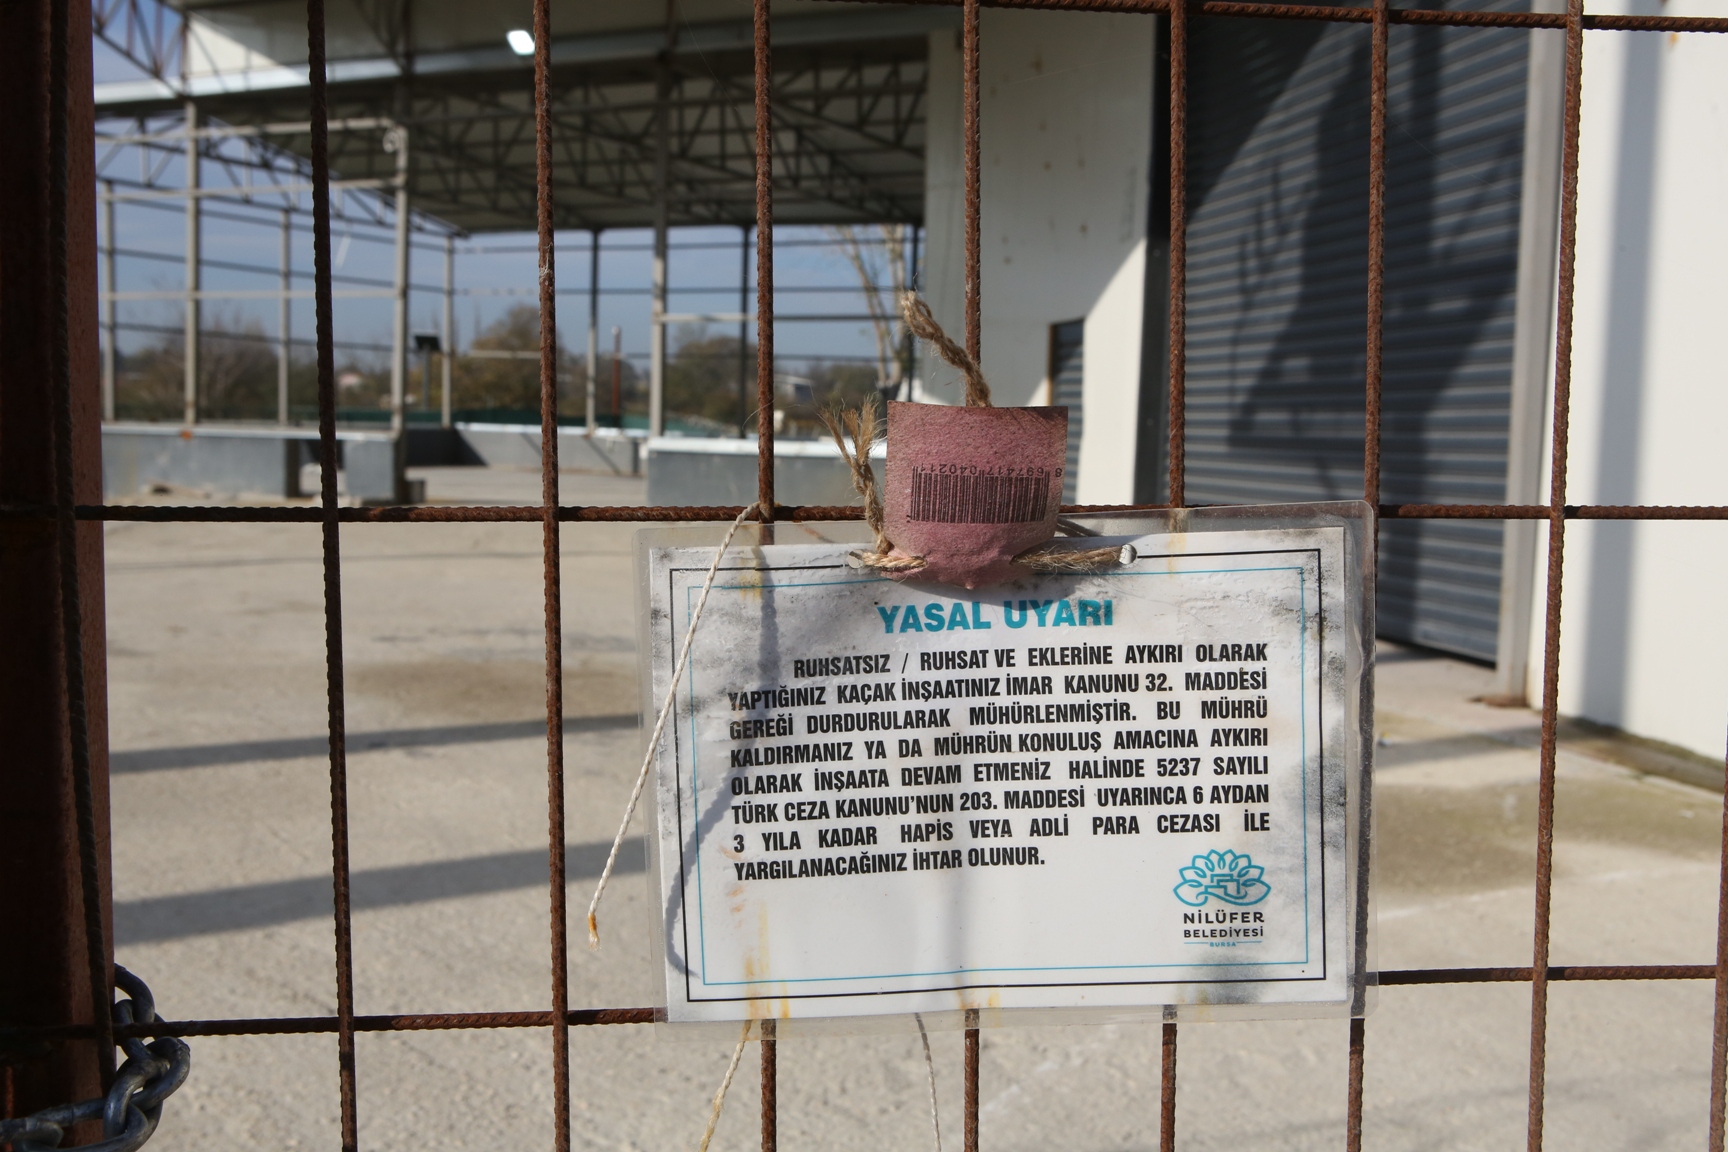 8 697417 040211
YASAL UYARI
RUHSATSIZ / RUHSAT VE EKLERİNE AYKIRI OLARAK
YAPTIĞINIZ KAÇAK İNŞAATINIZ İMAR KANUNU 32. MADDESİ
GEREĞİ DURDURULARAK MÜHÜRLENMİŞTİR. BU MÜHRÜ
KALDIRMANIZ YA DA MÜHRÜN KONULUŞ AMACINA AYKIRI
OLARAK İNŞAATA DEVAM ETMENİZ HALİNDE 5237 SAYILI
TÜRK CEZA KANUNU'NUN 203. MADDESİ UYARINCA 6 AYDAN
3 YILA KADAR HAPİS VEYA ADLİ PARA CEZASI İLE
YARGILANACAĞINIZ İHTAR OLUNUR.
NİLÜFER
BELEDİYESİ
BURSA